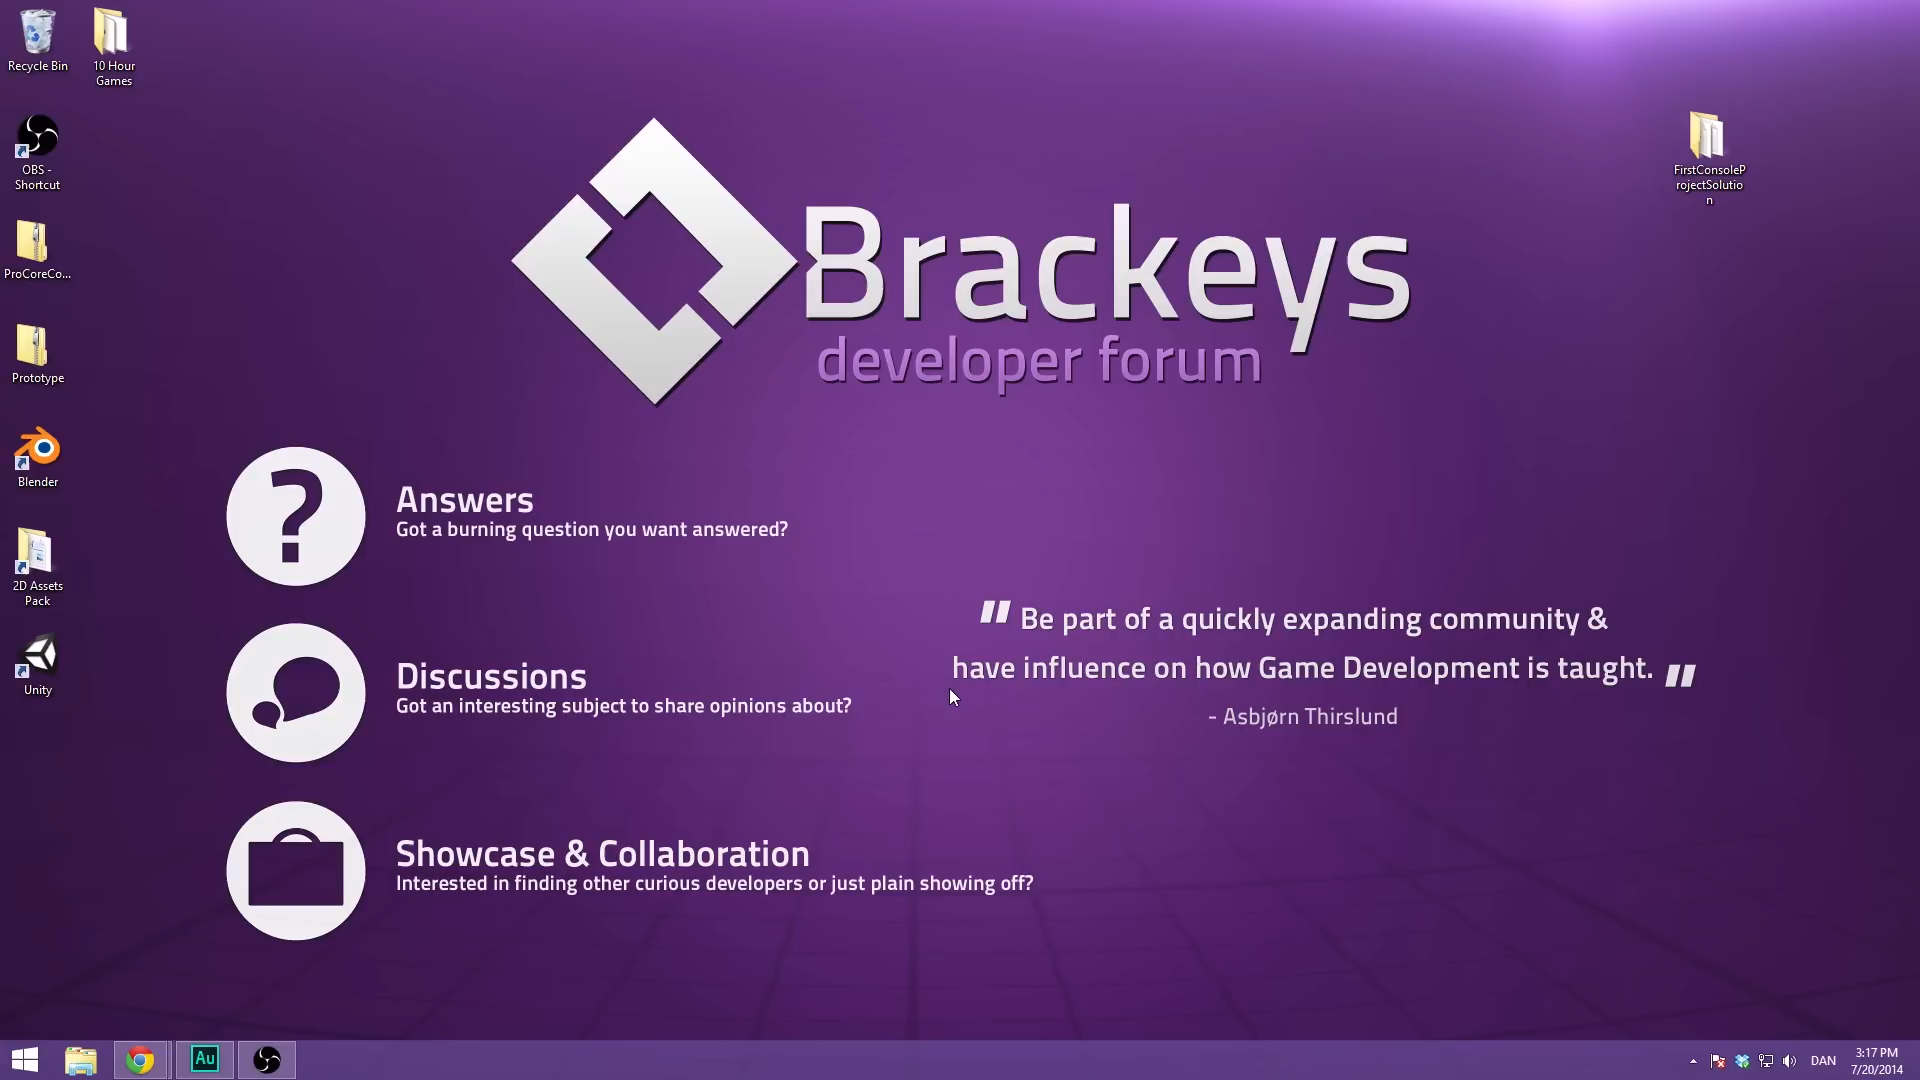 Recycle Bin
10 Hour
Games
OBS -
Shortcut
ProCoreCo...
Prototype
Blender
2D Assets
Pack
Unity
FirstConsoleP
rojectSolutio
n
Brackeys
developer forum
?
Answers
Got a burning question you want answered?
Discussions
Got an interesting subject to share opinions about?
Showcase & Collaboration
Interested in finding other curious developers or just plain showing off?
" Be part of a quickly expanding community &
have influence on how Game Development is taught. "
- Asbjørn Thirslund
Au
DAN
3:17 PM
7/20/2014